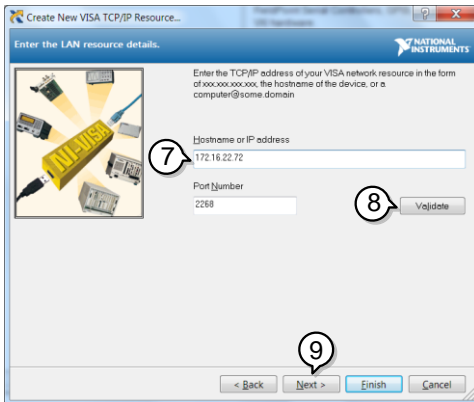 Create New VISA TCP/IP Resource...
Enter the LAN resource details.
NATIONAL
INSTRUMENTS
Enter the TCP/IP address of your VISA network resource in the form
of xxx.xxx.xxx.xxx, the hostname of the device, or a
computer@some.domain
Hostname or IP address
7
172.16.22.72
Port Number
2268
8
Validate
NI-VISA
9
< Back
Next >
Finish
Cancel